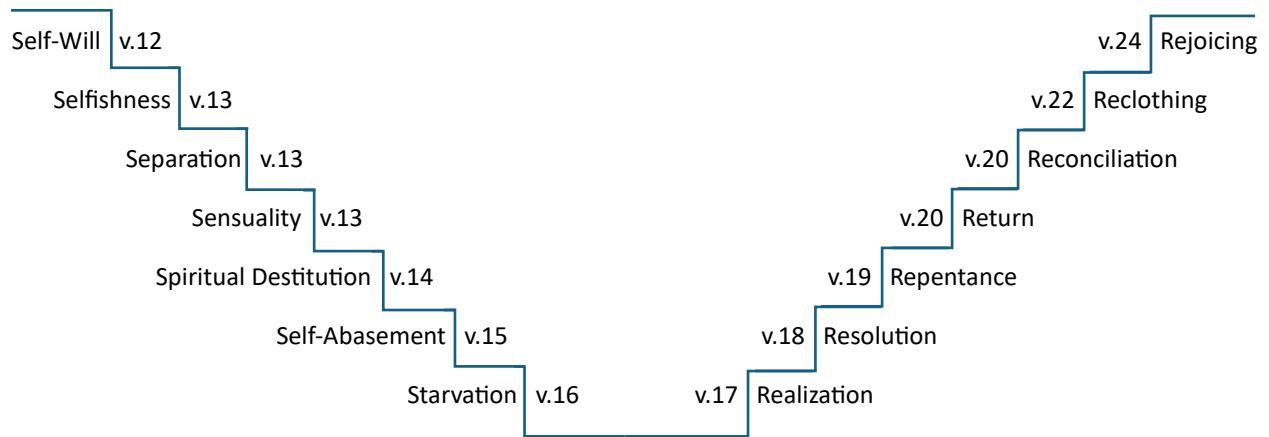 Self-Will v.12 v.24 Rejoicing
Selfishness v.13 v.22 Reclothing
Separation v.13 v.20 Reconciliation
Sensuality v.13 v.20 Return
Spiritual Destitution v.14 v.19 Repentance
Self-Abasement v.15 v.18 Resolution
Starvation v.16 v.17 Realization